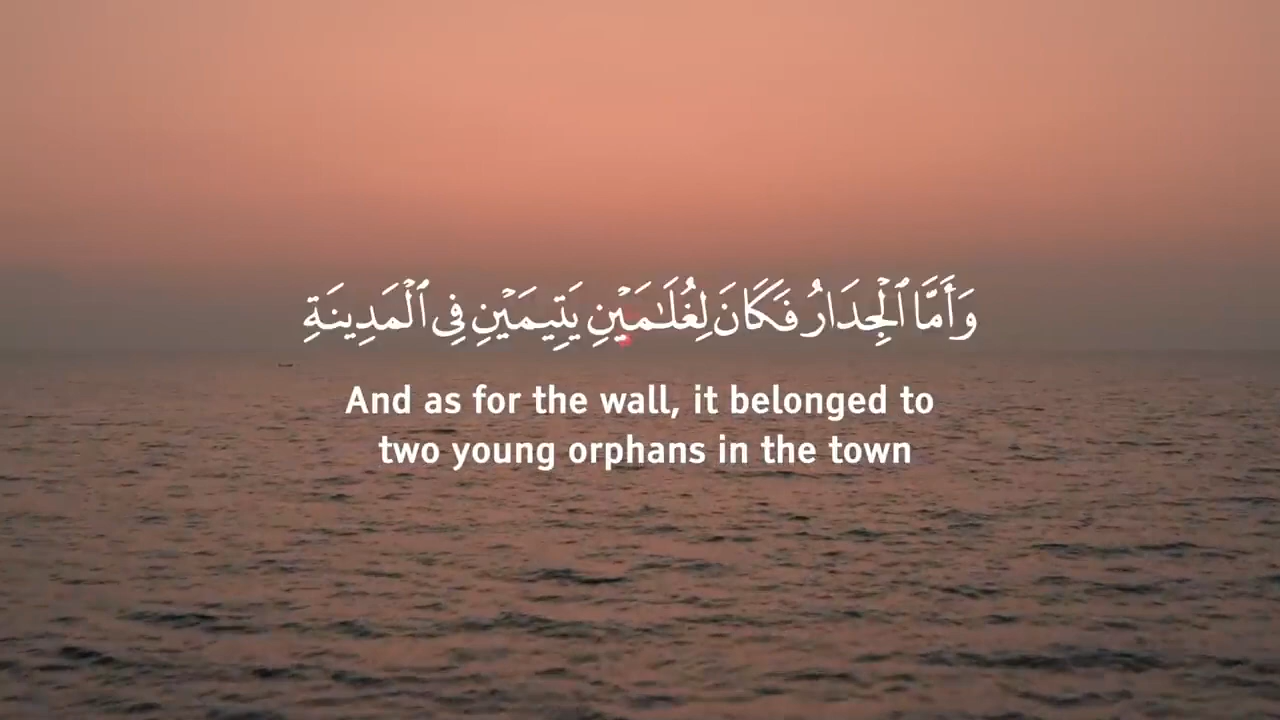 وَأَمَّا ٱلْجِدَارُ فَكَانَ لِغُلَـٰمَيْنِ يَتِيمَيْنِ فِى ٱلْمَدِينَةِ
And as for the wall, it belonged to
two young orphans in the town